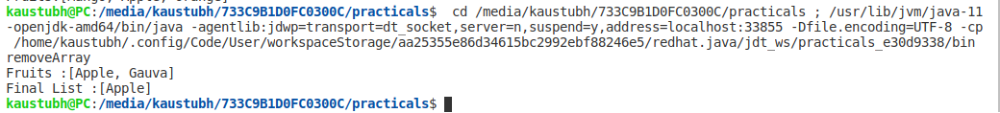 kaustubh@PC:/media/kaustubh/733C9B1D0FC0300C/practicals$  cd /media/kaustubh/733C9B1D0FC0300C/practicals ; /usr/lib/jvm/java-11
-openjdk-amd64/bin/java -agentlib:jdwp=transport=dt_socket,server=n,suspend=y,address=localhost:33855 -Dfile.encoding=UTF-8 -cp
 /home/kaustubh/.config/Code/User/workspaceStorage/aa25355e86d34615bc2992ebf88246e5/redhat.java/jdt_ws/practicals_e30d9338/bin
removeArray
Fruits :[Apple, Gauva]
Final List :[Apple]
kaustubh@PC:/media/kaustubh/733C9B1D0FC0300C/practicals$